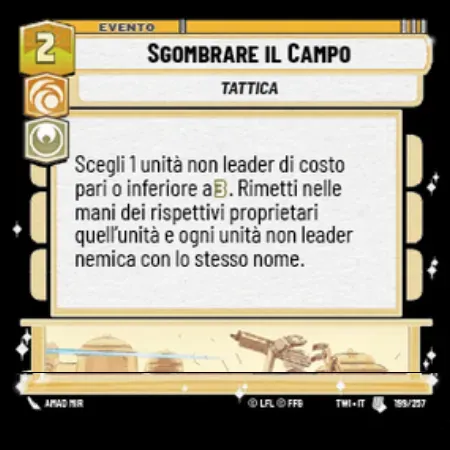 EVENTO
2
SGOMBRARE IL CAMPO
TATTICA
Scegli 1 unità non leader di costo
pari o inferiore a 3. Rimetti nelle
mani dei rispettivi proprietari
quell'unità e ogni unità non leader
nemica con lo stesso nome.
AMAD MIR
© LFL © FFG
TWI • IT
199/257